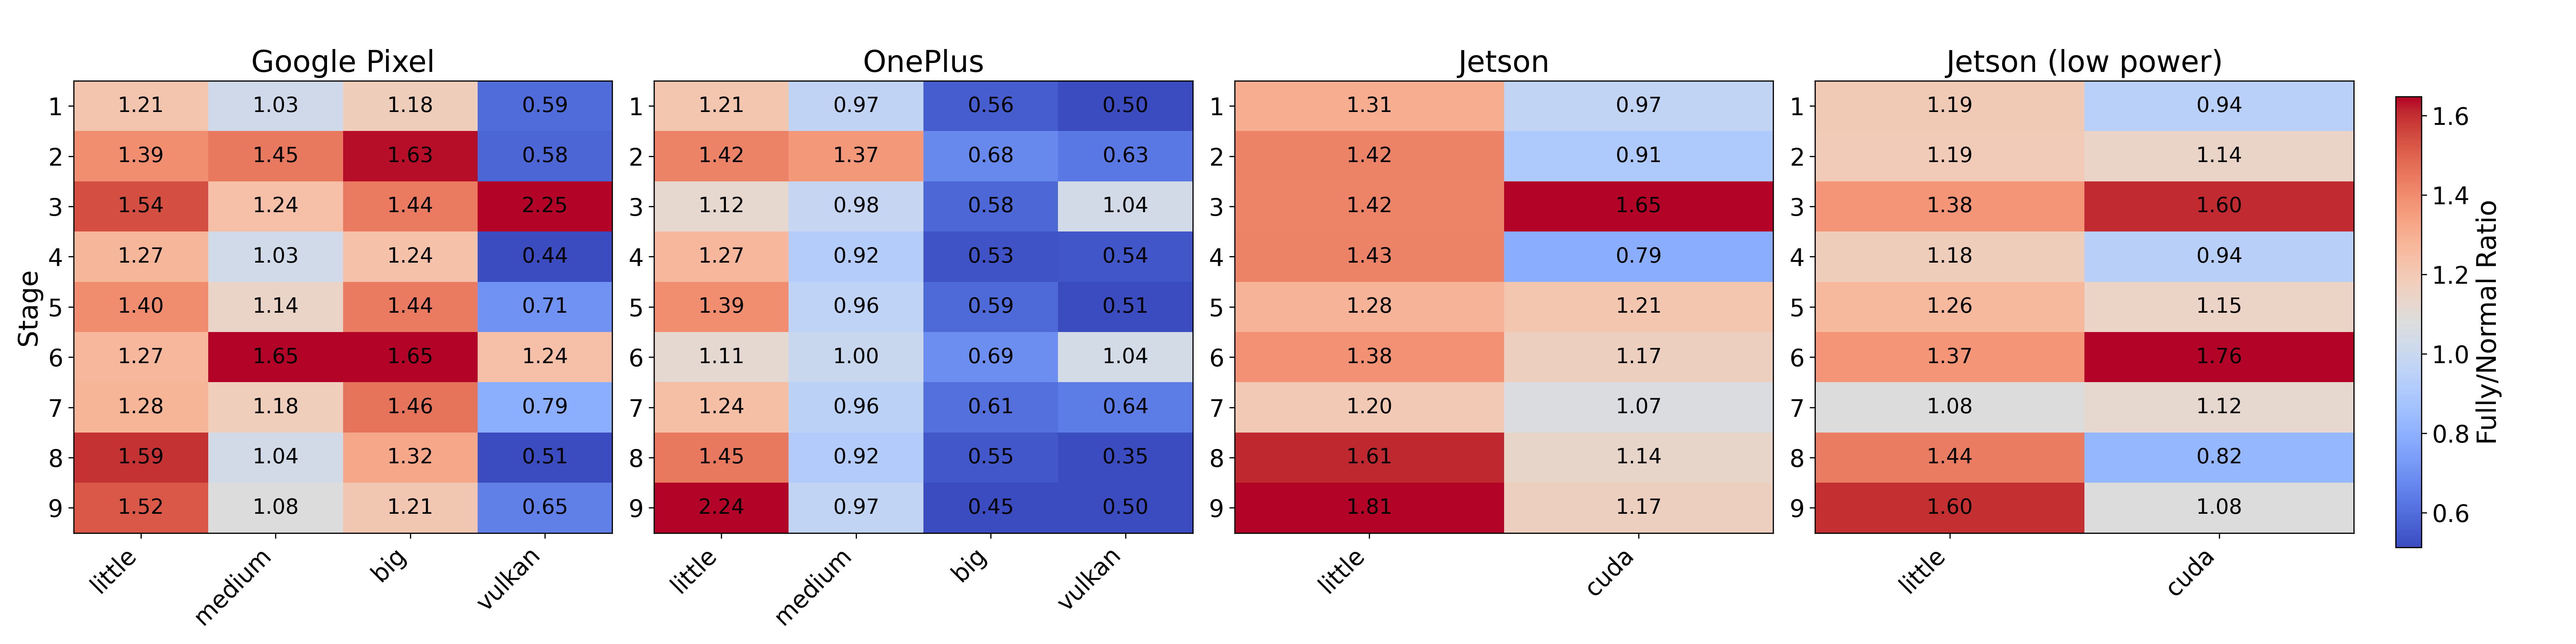 Google Pixel OnePlus Jetson Jetson (low power)
1 1.21 1.03 1.18 0.59 1 1.21 0.97 0.56 0.50 1 1.31 0.97 1 1.19 0.94
2 1.39 1.45 1.63 0.58 2 1.42 1.37 0.68 0.63 2 1.42 0.91 2 1.19 1.14
3 1.54 1.24 1.44 2.25 3 1.12 0.98 0.58 1.04 3 1.42 1.65 3 1.38 1.60
4 1.27 1.03 1.24 0.44 4 1.27 0.92 0.53 0.54 4 1.43 0.79 4 1.18 0.94
5 1.40 1.14 1.44 0.71 5 1.39 0.96 0.59 0.51 5 1.28 1.21 5 1.26 1.15
6 1.27 1.65 1.65 1.24 6 1.11 1.00 0.69 1.04 6 1.38 1.17 6 1.37 1.76
7 1.28 1.18 1.46 0.79 7 1.24 0.96 0.61 0.64 7 1.20 1.07 7 1.08 1.12
8 1.59 1.04 1.32 0.51 8 1.45 0.92 0.55 0.35 8 1.61 1.14 8 1.44 0.82
9 1.52 1.08 1.21 0.65 9 2.24 0.97 0.45 0.50 9 1.81 1.17 9 1.60 1.08
little medium big vulkan little medium big vulkan little cuda little cuda
Stage
1.6
1.4
1.2
1.0
0.8
0.6
Fully/Normal Ratio